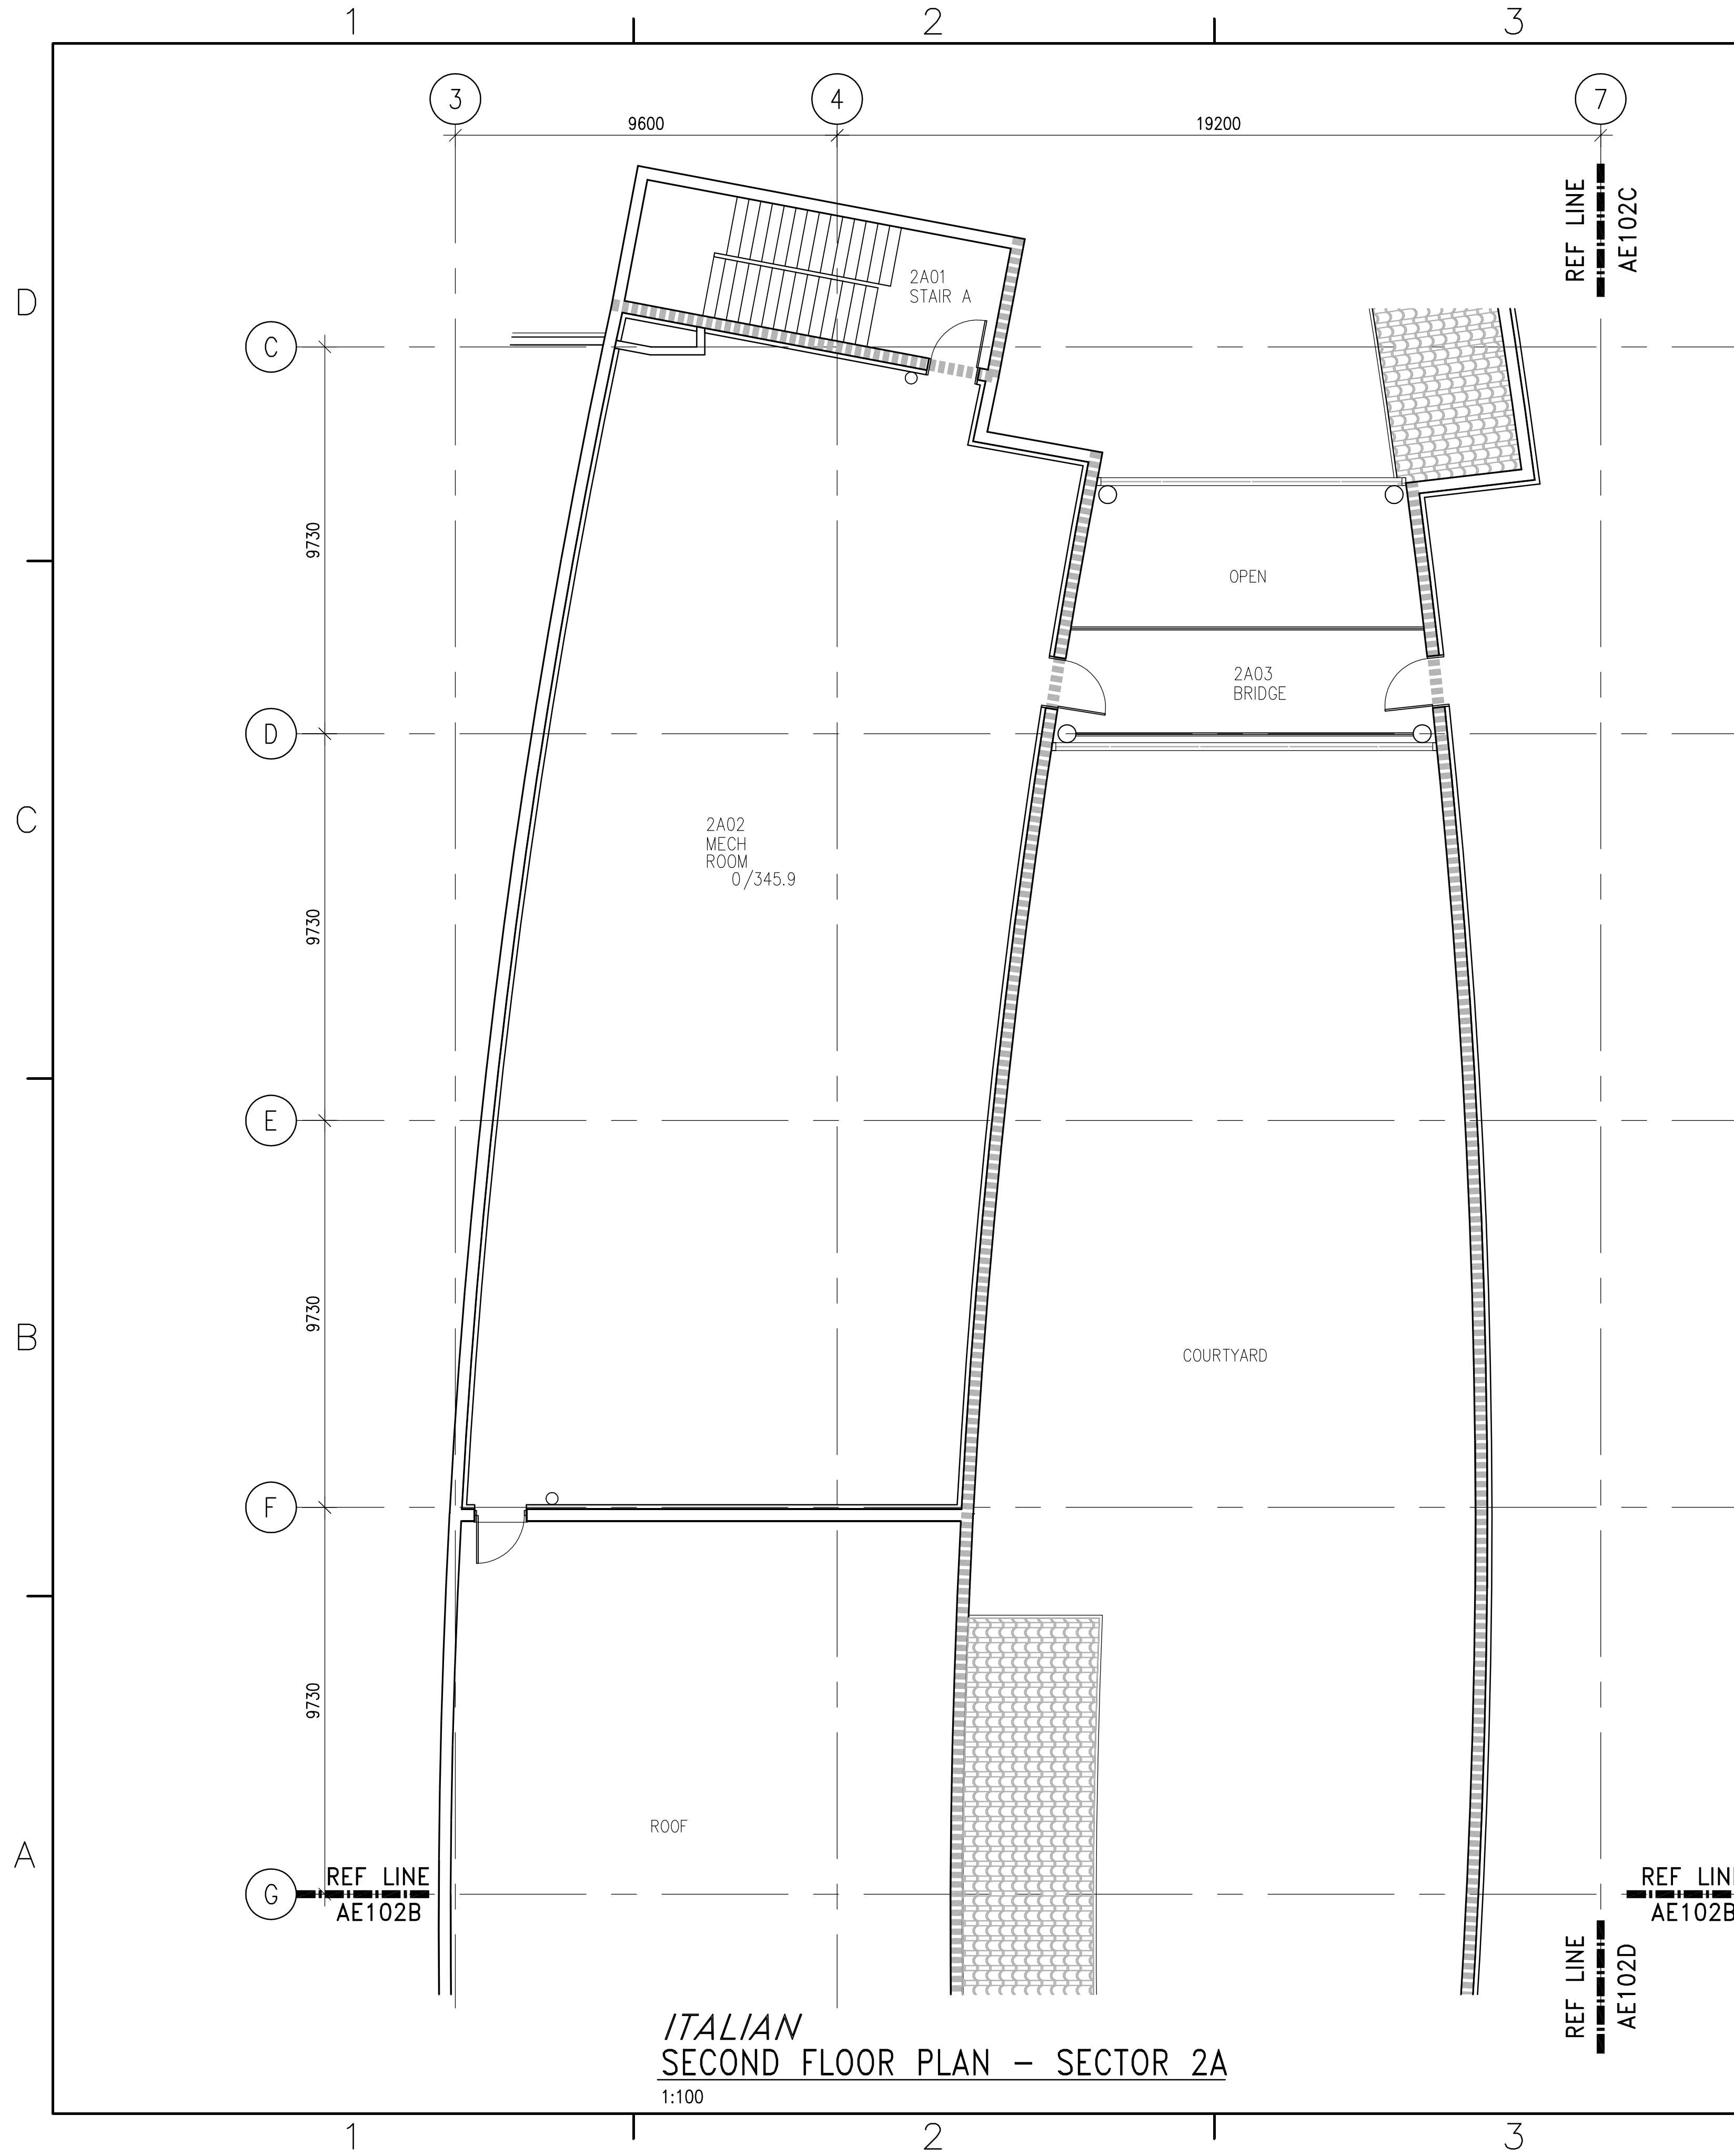 1
2
3
3
4
7
9600
19200
REF LINE
AE102C
D
2A01
STAIR A
C
9730
OPEN
2A03
BRIDGE
D
C
2A02
MECH
ROOM
0/345.9
9730
E
9730
B
COURTYARD
F
9730
ROOF
A
REF LINE
G
AE102B
REF LINE
AE102B
REF LINE
AE102D
ITALIAN
SECOND FLOOR PLAN - SECTOR 2A
1:100
1
2
3